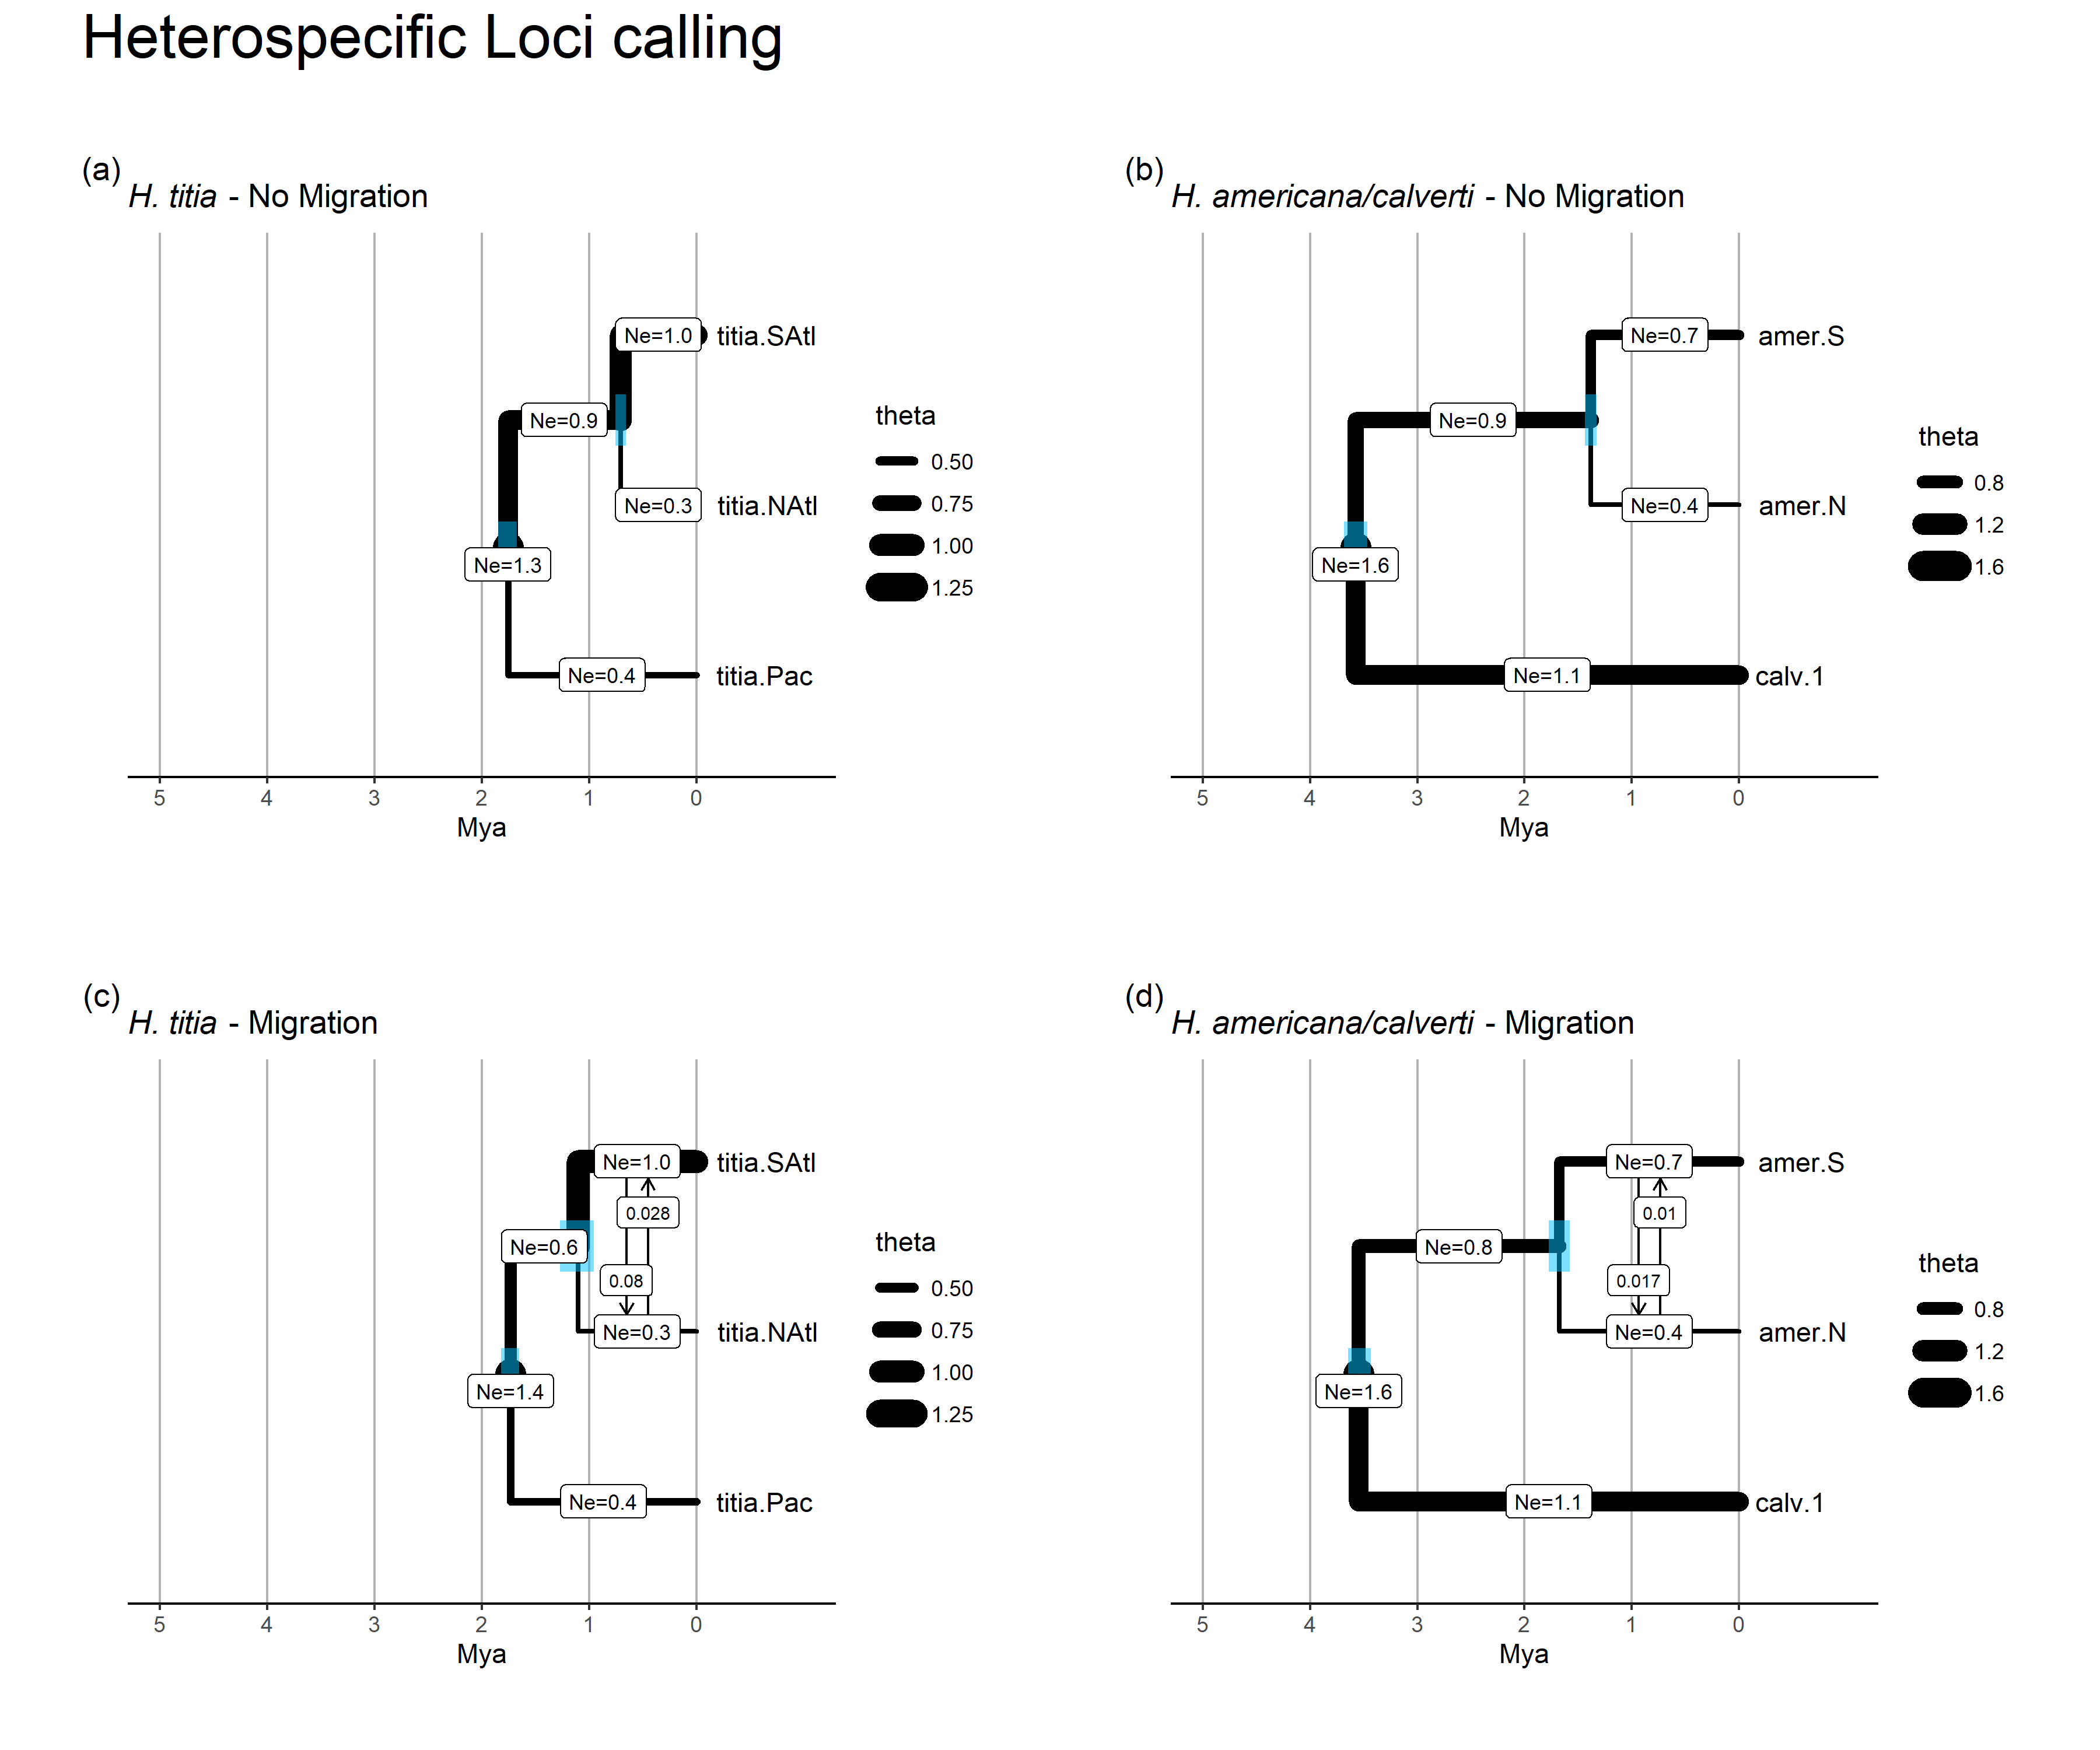 Heterospecific Loci calling
(a)
H. titia - No Migration
Ne=1.0
titia.SAtl
Ne=0.9
Ne=0.3
titia.NAtl
Ne=1.3
Ne=0.4
titia.Pac
theta
0.50
0.75
1.00
1.25
5 4 3 2 1 0
Mya
(b)
H. americana/calverti - No Migration
Ne=0.7
amer.S
Ne=0.9
Ne=0.4
amer.N
Ne=1.6
Ne=1.1
calv.1
theta
0.8
1.2
1.6
5 4 3 2 1 0
Mya
(c)
H. titia - Migration
Ne=1.0
titia.SAtl
0.028
Ne=0.6
0.08
Ne=0.3
titia.NAtl
Ne=1.4
Ne=0.4
titia.Pac
theta
0.50
0.75
1.00
1.25
5 4 3 2 1 0
Mya
(d)
H. americana/calverti - Migration
Ne=0.7
amer.S
0.01
Ne=0.8
0.017
Ne=0.4
amer.N
Ne=1.6
Ne=1.1
calv.1
theta
0.8
1.2
1.6
5 4 3 2 1 0
Mya